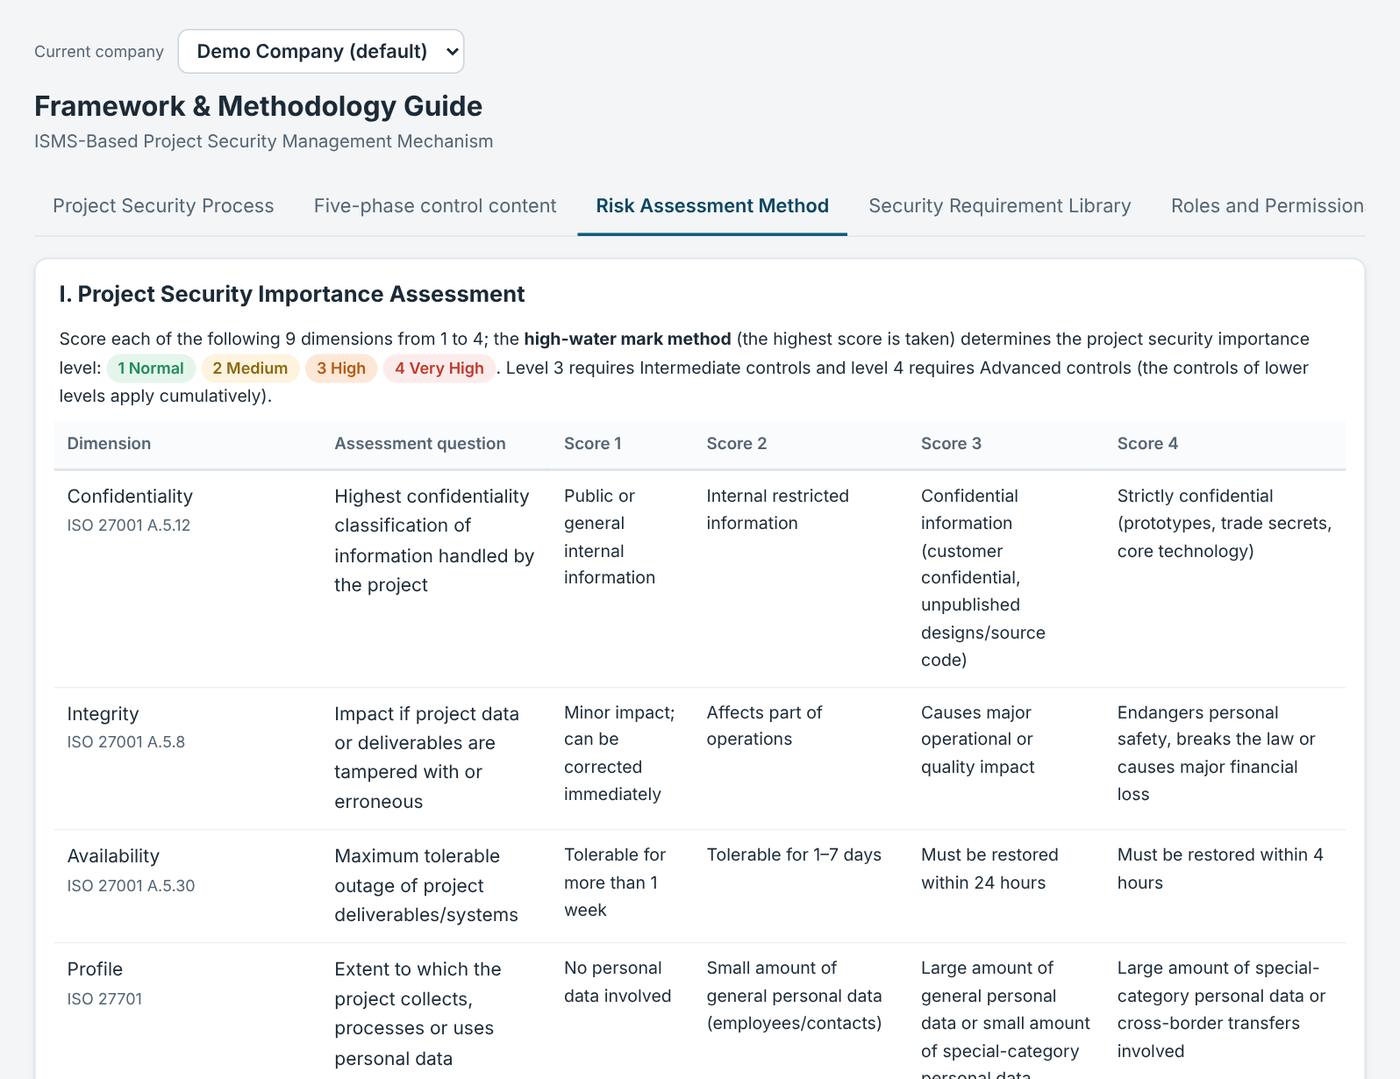 Current company
Demo Company (default)
Framework & Methodology Guide
ISMS-Based Project Security Management Mechanism
Project Security Process
Five-phase control content
Risk Assessment Method
Security Requirement Library
Roles and Permission
I. Project Security Importance Assessment
Score each of the following 9 dimensions from 1 to 4; the high-water mark method (the highest score is taken) determines the project security importance
level: 1 Normal 2 Medium 3 High 4 Very High . Level 3 requires Intermediate controls and level 4 requires Advanced controls (the controls of lower
levels apply cumulatively).
Dimension
Assessment question
Score 1
Score 2
Score 3
Score 4
Confidentiality
ISO 27001 A.5.12
Highest confidentiality
classification of
information handled by
the project
Public or
general
internal
information
Internal restricted
information
Confidential
information
(customer
confidential,
unpublished
designs/source
code)
Strictly confidential
(prototypes, trade secrets,
core technology)
Integrity
ISO 27001 A.5.8
Impact if project data
or deliverables are
tampered with or
erroneous
Minor impact;
can be
corrected
immediately
Affects part of
operations
Causes major
operational or
quality impact
Endangers personal
safety, breaks the law or
causes major financial
loss
Availability
ISO 27001 A.5.30
Maximum tolerable
outage of project
deliverables/systems
Tolerable for
more than 1
week
Tolerable for 1–7 days
Must be restored
within 24 hours
Must be restored within 4
hours
Profile
ISO 27701
Extent to which the
project collects,
processes or uses
personal data
No personal
data involved
Small amount of
general personal data
(employees/contacts)
Large amount of
general personal
data or small amount
of special-category
personal data
Large amount of special-
category personal data or
cross-border transfers
involved